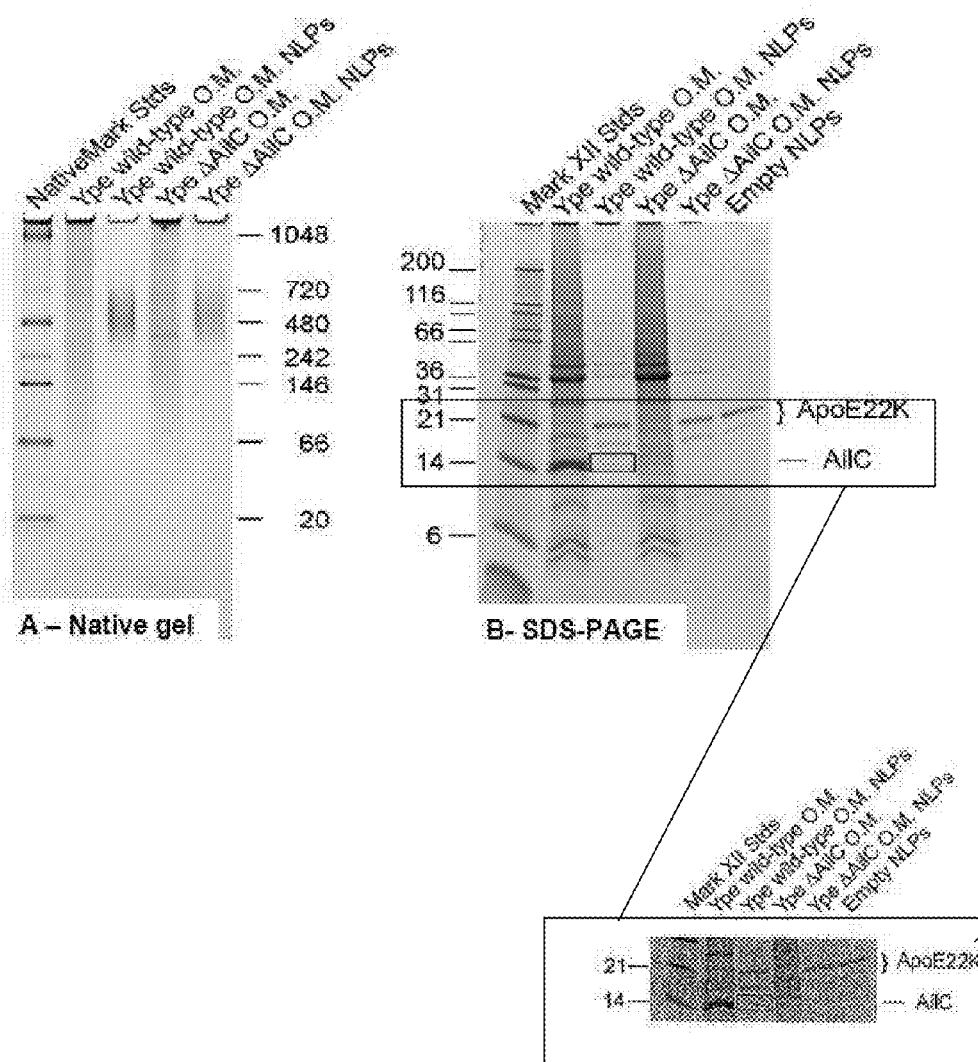 NativeMark Stds
Ype wild-type O.M.
Ype wild-type O.M. NLPs
Ype ΔAilC O.M.
Ype ΔAilC O.M. NLPs
1048
720
480
242
146
66
20
A – Native gel
Mark XII Stds
Ype wild-type O.M.
Ype wild-type O.M. NLPs
Ype ΔAilC O.M.
Ype ΔAilC O.M. NLPs
Empty NLPs
200
116
66
36
31
21
14
6
} ApoE22K
AilC
B- SDS-PAGE
Mark XII Stds
Ype wild-type O.M.
Ype wild-type O.M. NLPs
Ype ΔAilC O.M.
Ype ΔAilC O.M. NLPs
Empty NLPs
21
14
} ApoE22K
AilC